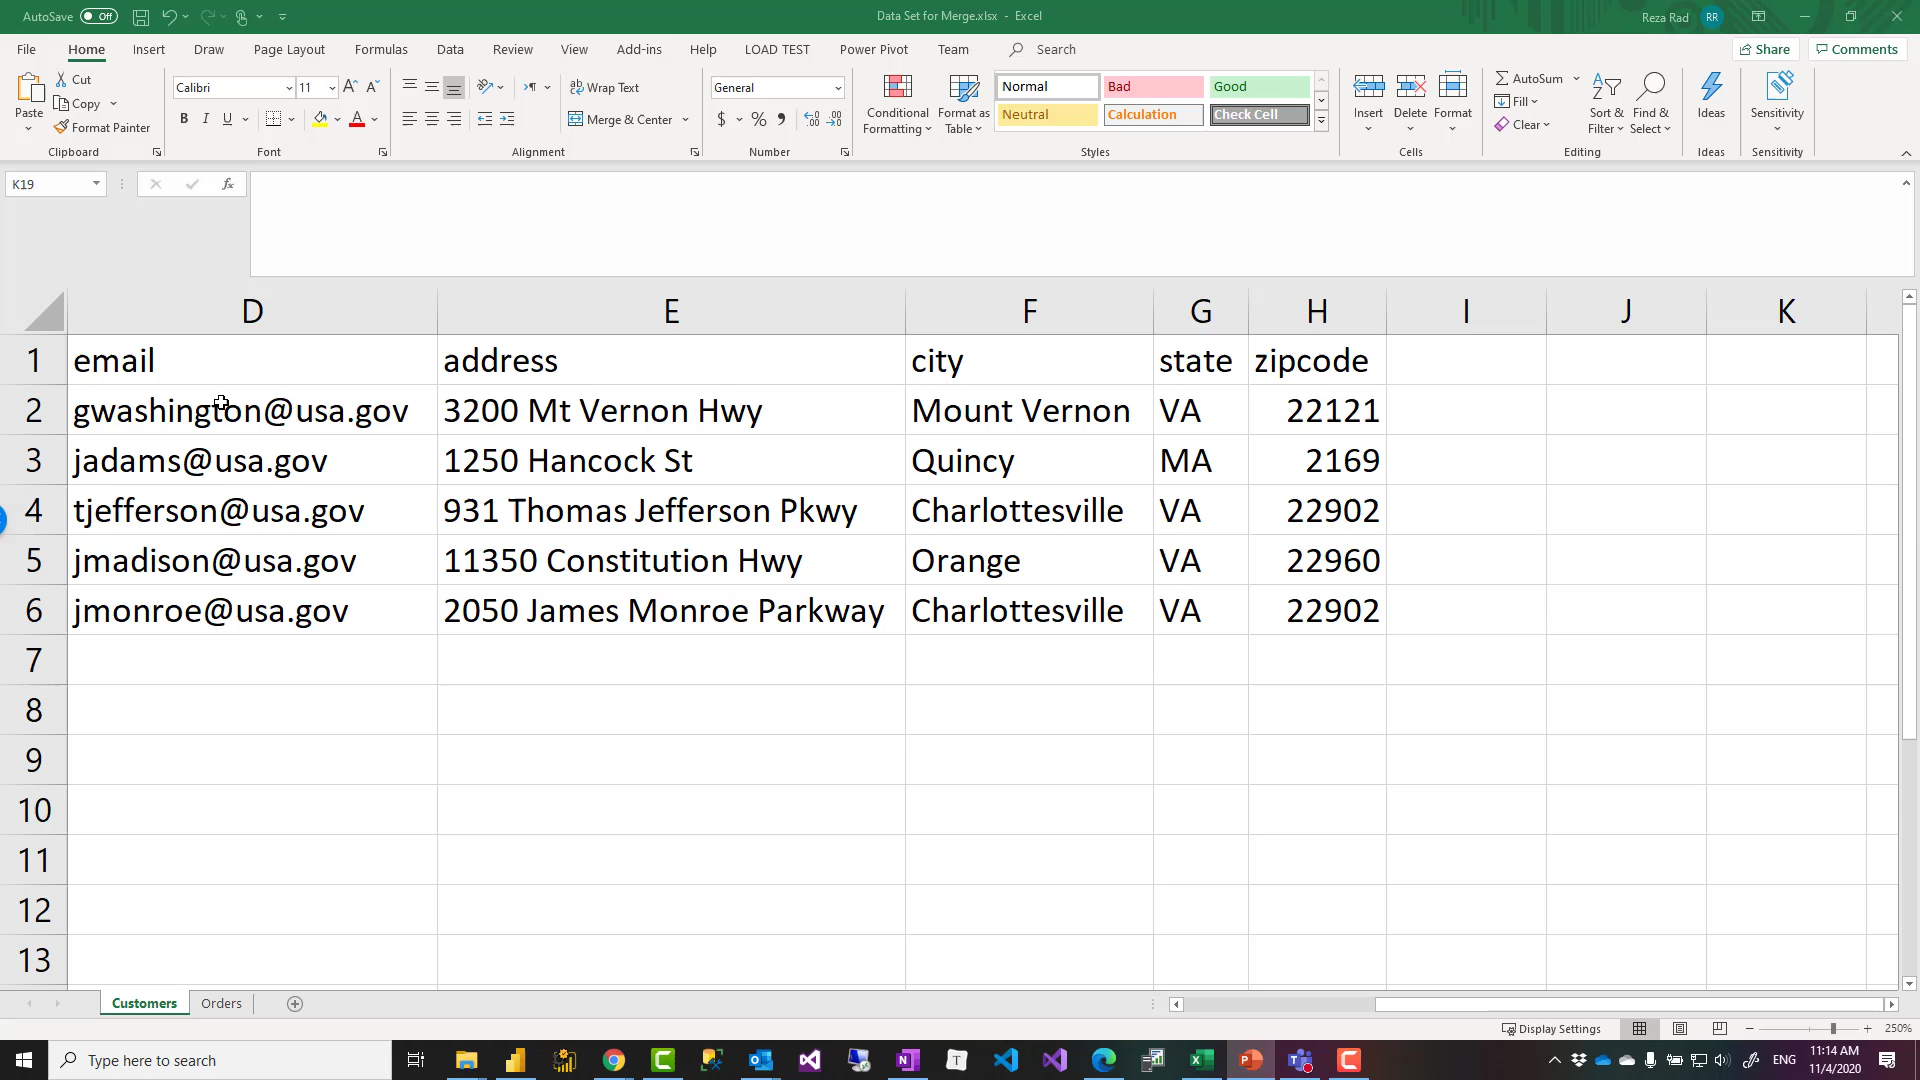 AutoSave Off Data Set for Merge.xlsx - Excel Reza Rad RR
File Home Insert Draw Page Layout Formulas Data Review View Add-ins Help LOAD TEST Power Pivot Team Search Share Comments
Paste Cut Copy Format Painter
Clipboard
Calibri 11
B I U A
Font
Wrap Text
Merge & Center
Alignment
General
$ % 9
Number
Conditional Formatting
Format as Table
Normal Bad Good
Neutral Calculation Check Cell
Styles
Insert Delete Format
Cells
AutoSum
Fill
Clear
Sort & Filter
Find & Select
Editing
Ideas
Ideas
Sensitivity
Sensitivity
K19 fx
D E F G H I J K
1 email address city state zipcode
2 gwashington@usa.gov 3200 Mt Vernon Hwy Mount Vernon VA 22121
3 jadams@usa.gov 1250 Hancock St Quincy MA 2169
4 tjefferson@usa.gov 931 Thomas Jefferson Pkwy Charlottesville VA 22902
5 jmadison@usa.gov 11350 Constitution Hwy Orange VA 22960
6 jmonroe@usa.gov 2050 James Monroe Parkway Charlottesville VA 22902
7
8
9
10
11
12
13
Customers Orders
Display Settings 250%
Type here to search ENG 11:14 AM
11/4/2020